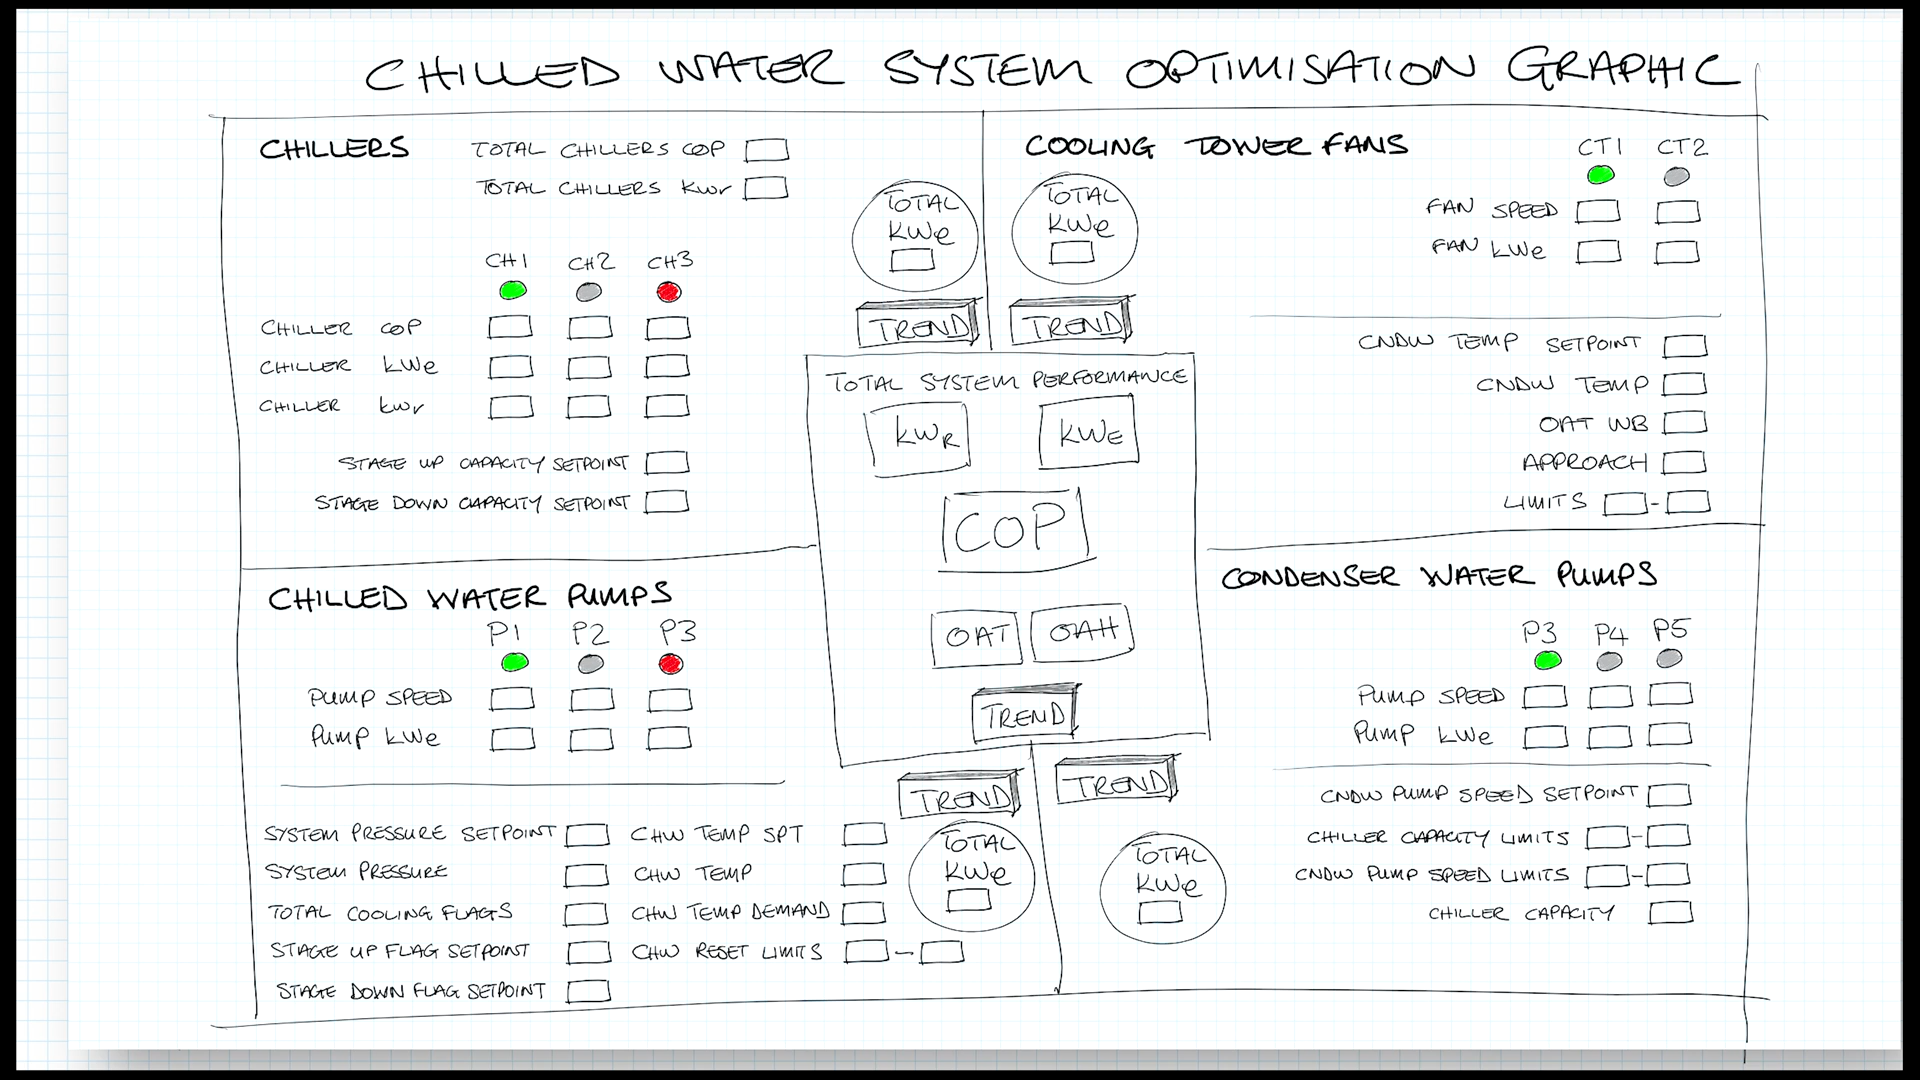 CHILLED WATER SYSTEM OPTIMISATION GRAPHIC
CHILLERS
TOTAL CHILLERS COP
TOTAL CHILLERS KWr
CH1 CH2 CH3
CHILLER COP
CHILLER KWe
CHILLER KWr
STAGE UP CAPACITY SETPOINT
STAGE DOWN CAPACITY SETPOINT
TOTAL
KWe
TREND
COOLING TOWER FANS
TOTAL
KWe
TREND
CT1 CT2
FAN SPEED
FAN KWe
CNDW TEMP SETPOINT
CNDW TEMP
OAT WB
APPROACH
LIMITS -
TOTAL SYSTEM PERFORMANCE
KWR KWE
COP
OAT OAH
TREND
CHILLED WATER PUMPS
P1 P2 P3
PUMP SPEED
PUMP KWe
SYSTEM PRESSURE SETPOINT
SYSTEM PRESSURE
TOTAL COOLING FLAGS
STAGE UP FLAG SETPOINT
STAGE DOWN FLAG SETPOINT
CHW TEMP SPT
CHW TEMP
CHW TEMP DEMAND
CHW RESET LIMITS -
TREND
TOTAL
KWe
CONDENSER WATER PUMPS
P3 P4 P5
PUMP SPEED
PUMP KWe
CNDW PUMP SPEED SETPOINT
CHILLER CAPACITY LIMITS -
CNDW PUMP SPEED LIMITS -
CHILLER CAPACITY
TREND
TOTAL
KWe